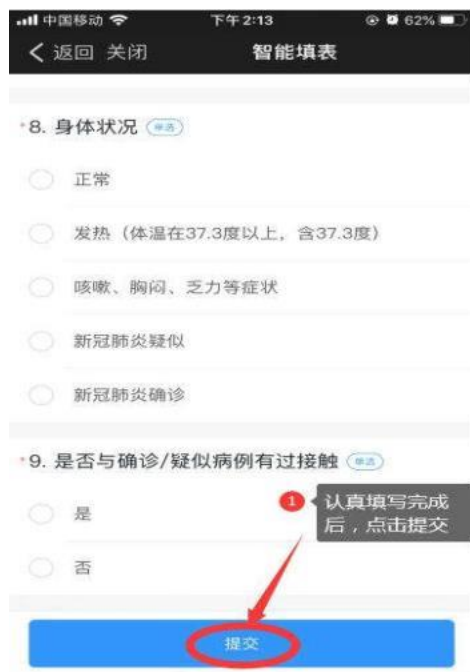 中国移动 下午2:13 62%
返回 关闭 智能填表
*8. 身体状况 单选
正常
发热（体温在37.3度以上，含37.3度）
咳嗽、胸闷、乏力等症状
新冠肺炎疑似
新冠肺炎确诊
*9. 是否与确诊/疑似病例有过接触 单选
是
1 认真填写完成
后，点击提交
否
提交